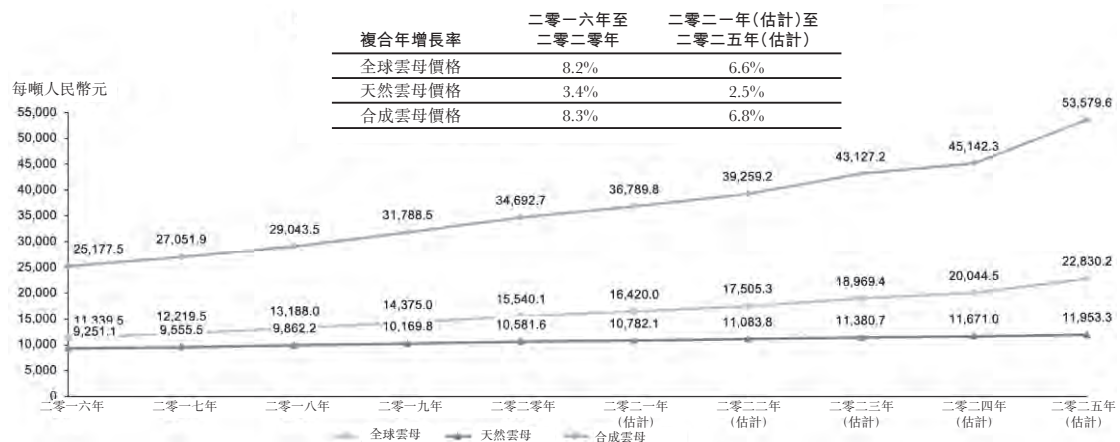 二零一六年至 二零二一年(估計)至
複合年增長率 二零二零年 二零二五年(估計)
全球雲母價格 8.2% 6.6%
天然雲母價格 3.4% 2.5%
合成雲母價格 8.3% 6.8%
每噸人民幣元
55,000
50,000
45,000
40,000
35,000
30,000
25,000
20,000
15,000
10,000
5,000
0
25,177.5 27,051.9 29,043.5 31,788.5 34,692.7 36,789.8 39,259.2 43,127.2 45,142.3 53,579.6
11,339.5 12,219.5 13,188.0 14,375.0 15,540.1 16,420.0 17,505.3 18,969.4 20,044.5 22,830.2
9,251.1 9,555.5 9,862.2 10,169.8 10,581.6 10,782.1 11,083.8 11,380.7 11,671.0 11,953.3
二零一六年 二零一七年 二零一八年 二零一九年 二零二零年 二零二一年 二零二二年 二零二三年 二零二四年 二零二五年
(估計) (估計) (估計) (估計) (估計)
全球雲母 天然雲母 合成雲母